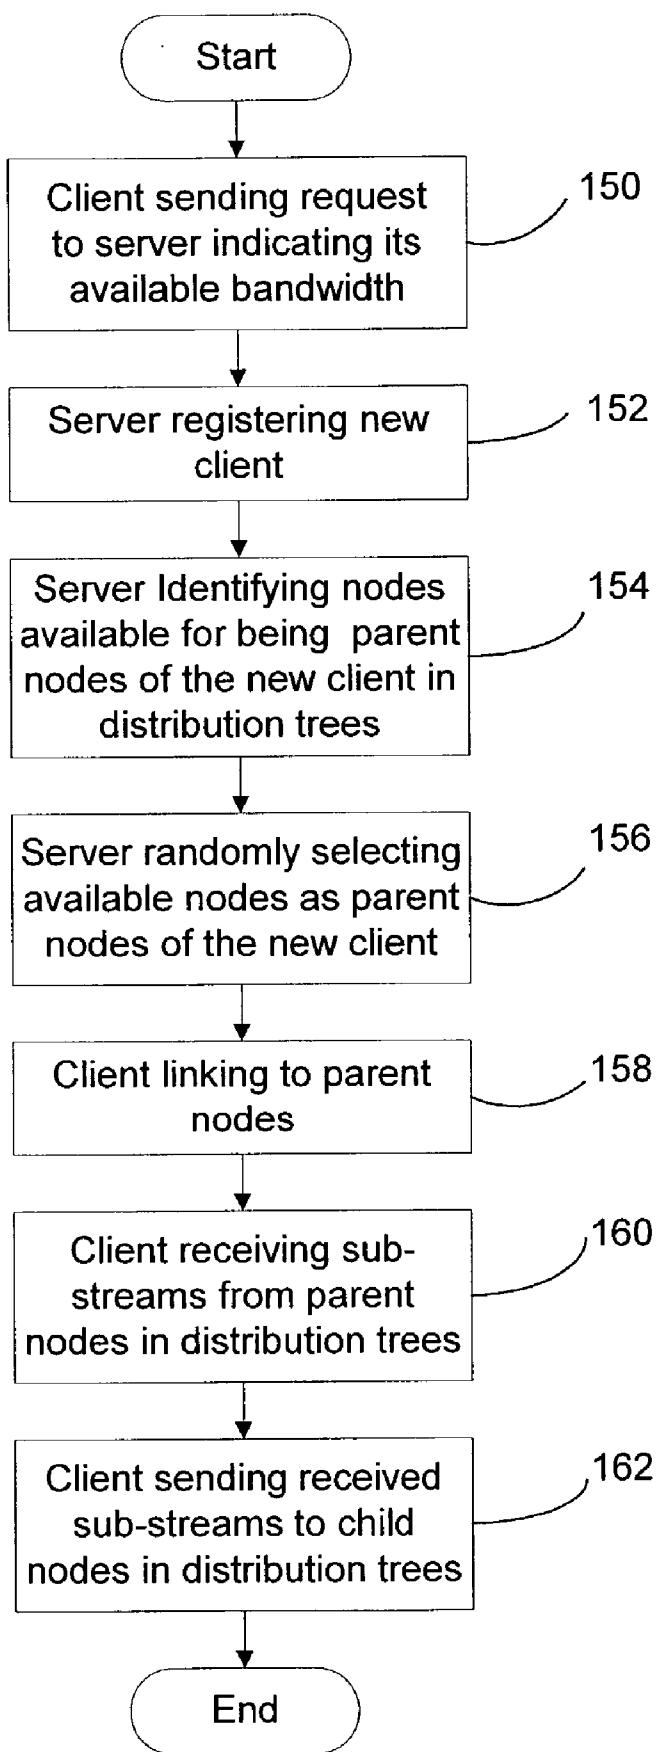 Start
Client sending request
to server indicating its
available bandwidth
150
Server registering new
client
152
Server Identifying nodes
available for being parent
nodes of the new client in
distribution trees
154
Server randomly selecting
available nodes as parent
nodes of the new client
156
Client linking to parent
nodes
158
Client receiving sub-
streams from parent
nodes in distribution trees
160
Client sending received
sub-streams to child
nodes in distribution trees
162
End